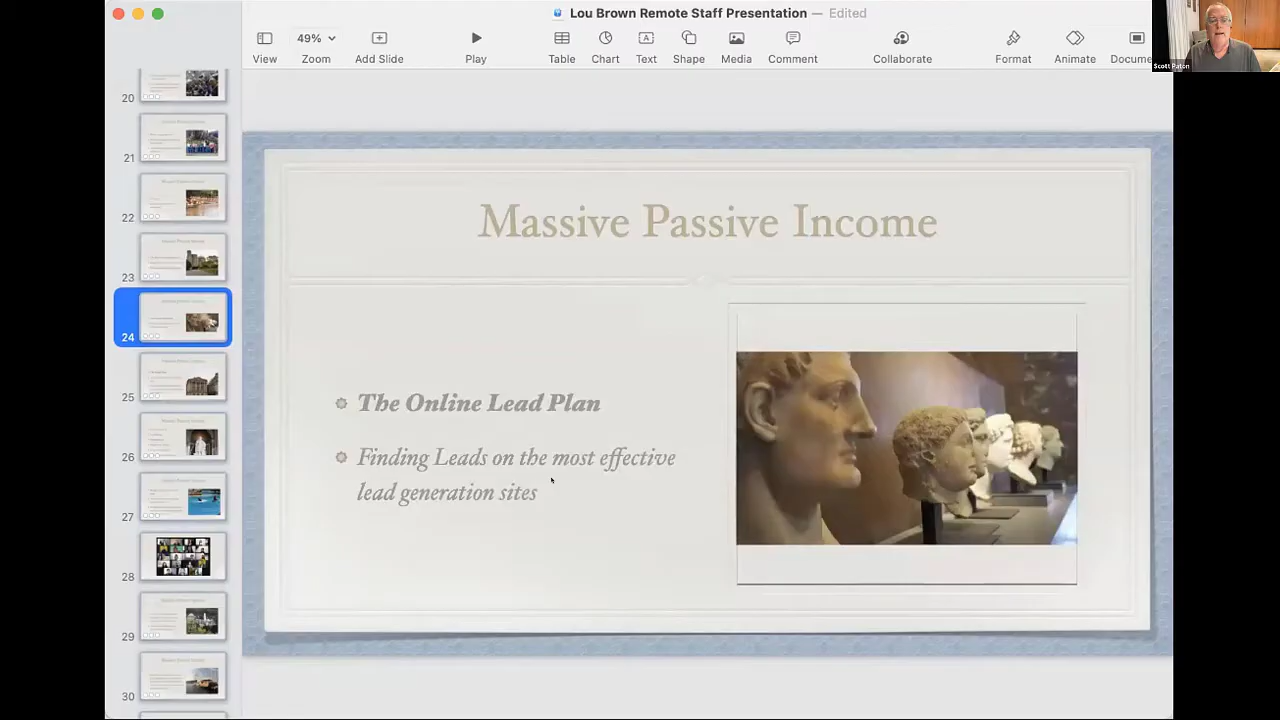 Lou Brown Remote Staff Presentation — Edited
49%
View
Zoom
Add Slide
Play
Table
Chart
Text
Shape
Media
Comment
Collaborate
Format
Animate
Docume
Scott Paton
20
21
22
23
24
25
26
27
28
29
30
Massive Passive Income
The Online Lead Plan
Finding Leads on the most effective
lead generation sites